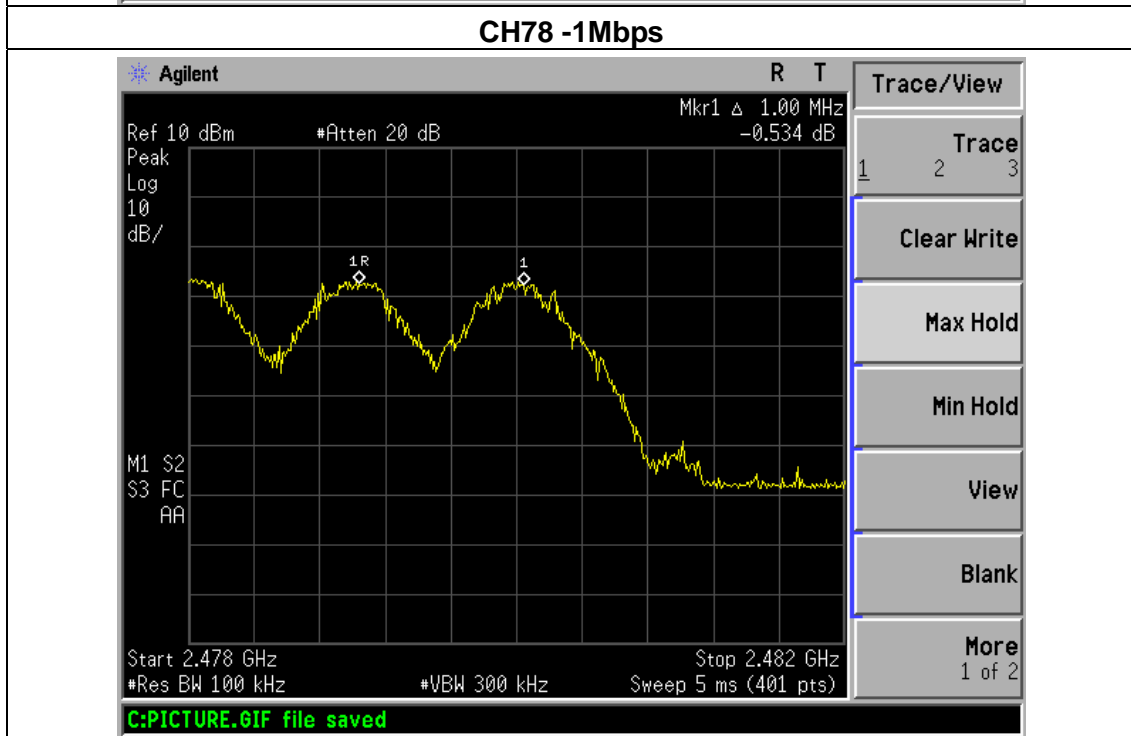 CH78 -1Mbps
Agilent R T
Mkr1 Δ 1.00 MHz
Ref 10 dBm #Atten 20 dB -0.534 dB
Peak
Log
10
dB/
1R 1
M1 S2
S3 FC
AA
Start 2.478 GHz Stop 2.482 GHz
#Res BW 100 kHz #VBW 300 kHz Sweep 5 ms (401 pts)
C:PICTURE.GIF file saved
Trace/View
Trace
1 2 3
Clear Write
Max Hold
Min Hold
View
Blank
More
1 of 2